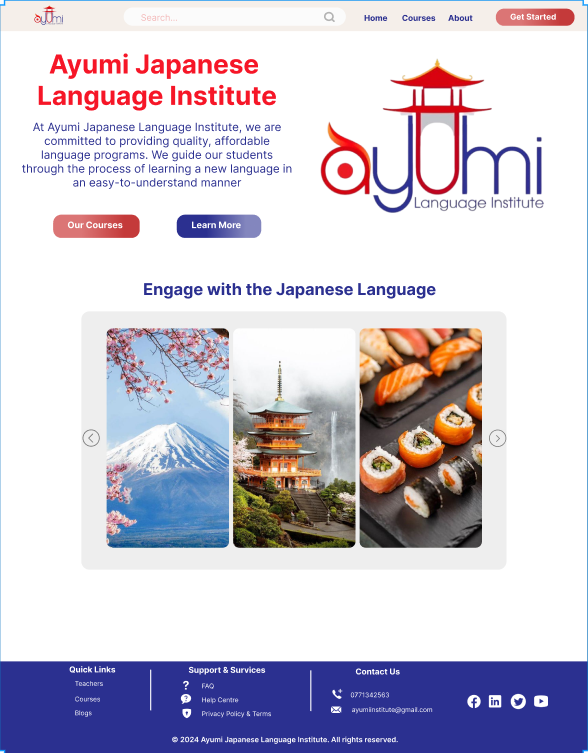 ayumi
Search...
Home
Courses
About
Get Started
Ayumi Japanese
Language Institute
At Ayumi Japanese Language Institute, we are
committed to providing quality, affordable
language programs. We guide our students
through the process of learning a new language in
an easy-to-understand manner
Our Courses
Learn More
ayumi
Language Institute
Engage with the Japanese Language
Quick Links
Teachers
Courses
Blogs
Support & Survices
FAQ
Help Centre
Privacy Policy & Terms
Contact Us
0771342563
ayumiinstitute@gmail.com
© 2024 Ayumi Japanese Language Institute. All rights reserved.